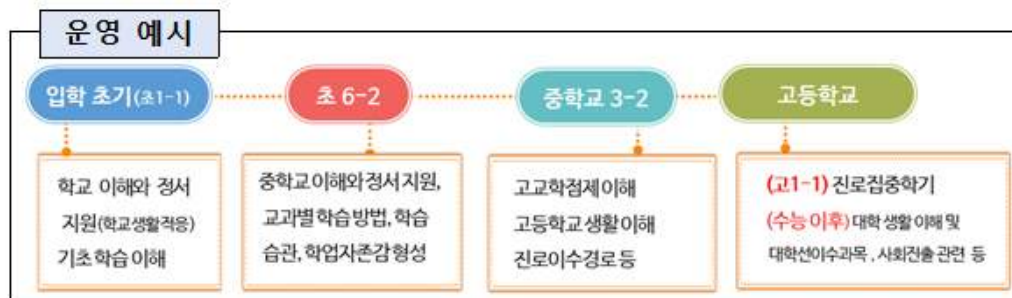 운영 예시
입학 초기(초1-1)
초 6-2
중학교 3-2
고등학교
학교 이해와 정서
지원(학교생활적응)
기초학습 이해
중학교 이해와 정서 지원,
교과별 학습 방법, 학습
습관, 학업자존감 형성
고교학점제 이해
고등학교 생활 이해
진로이수경로 등
(고1-1) 진로집중학기
(수능 이후) 대학 생활 이해 및
대학선이수과목 , 사회진출 관련 등